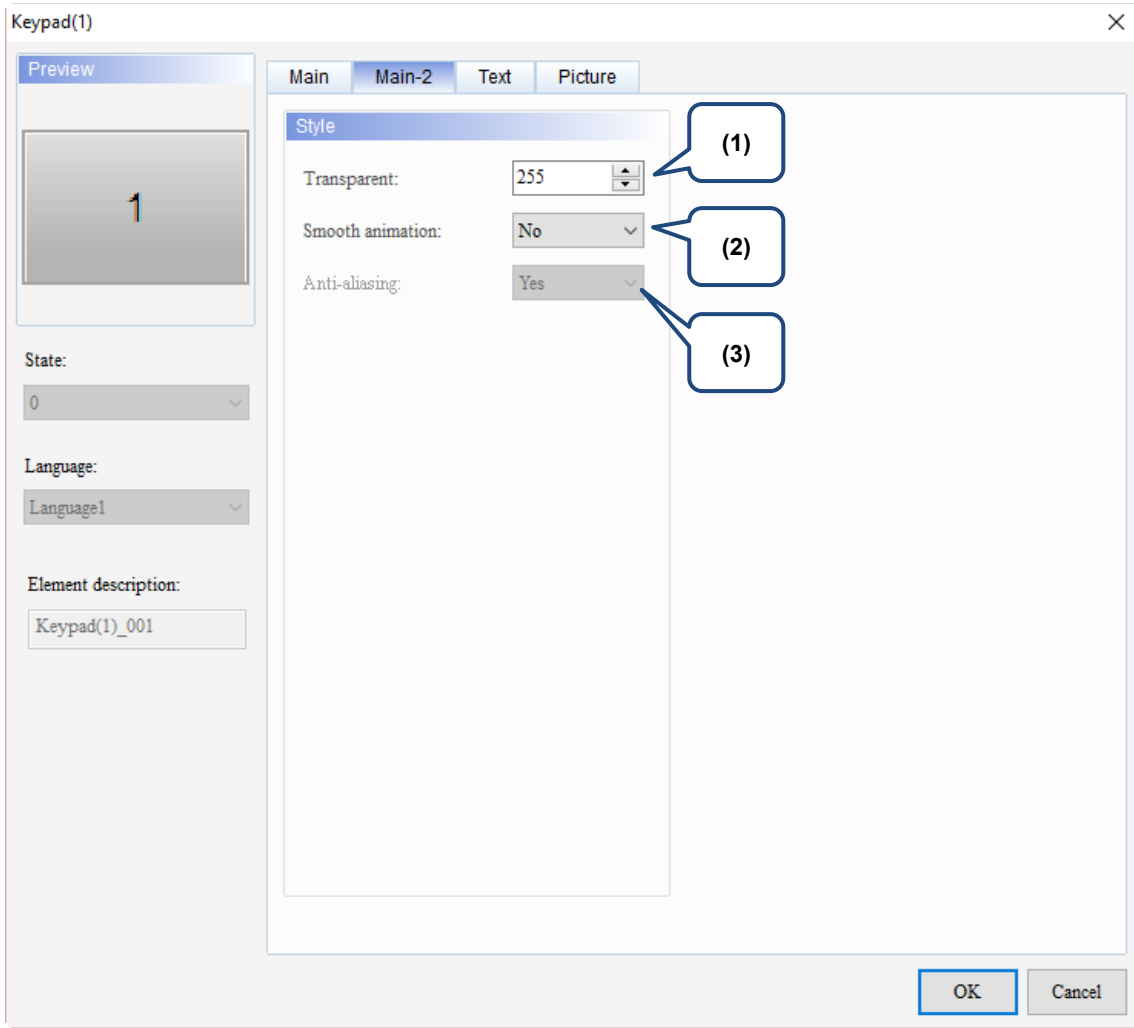 Keypad(1)
Preview
1
State:
0
Language:
Language1
Element description:
Keypad(1)_001
Main Main-2 Text Picture
Style
Transparent: 255
Smooth animation: No
Anti-aliasing: Yes
(1)
(2)
(3)
OK Cancel